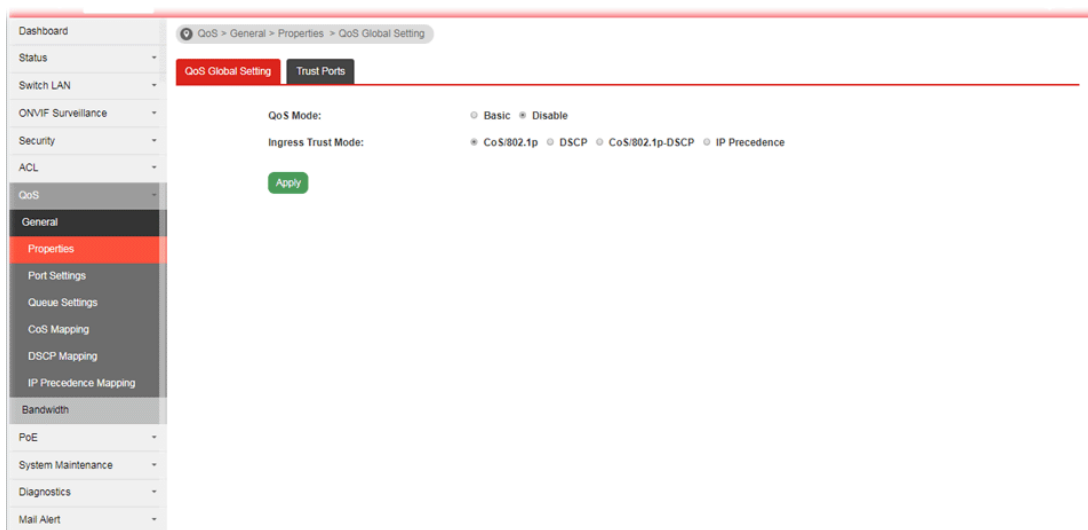 Dashboard
Status
Switch LAN
ONVIF Surveillance
Security
ACL
QoS
General
Properties
Port Settings
Queue Settings
CoS Mapping
DSCP Mapping
IP Precedence Mapping
Bandwidth
PoE
System Maintenance
Diagnostics
Mail Alert
QoS > General > Properties > QoS Global Setting
QoS Global Setting Trust Ports
QoS Mode: Basic Disable
Ingress Trust Mode: CoS/802.1p DSCP CoS/802.1p-DSCP IP Precedence
Apply